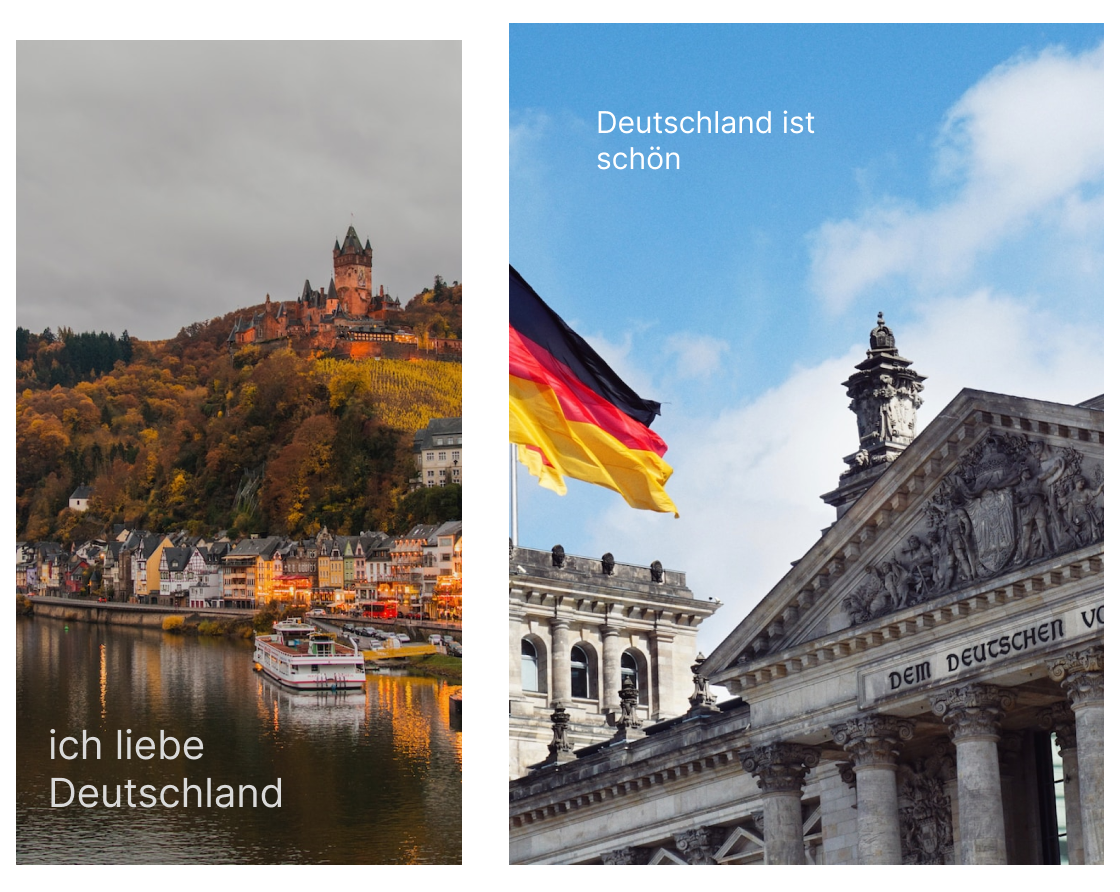 ich liebe
Deutschland
Deutschland ist
schön
DEM DEUTSCHEN